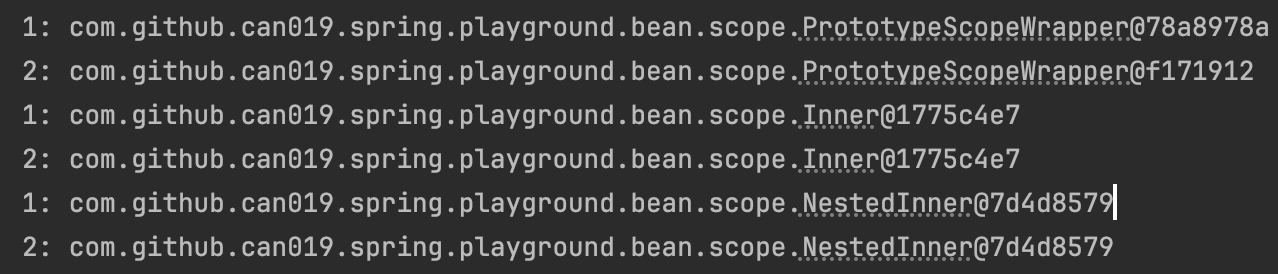 1: com.github.can019.spring.playground.bean.scope.PrototypeScopeWrapper@78a8978a
2: com.github.can019.spring.playground.bean.scope.PrototypeScopeWrapper@f171912
1: com.github.can019.spring.playground.bean.scope.Inner@1775c4e7
2: com.github.can019.spring.playground.bean.scope.Inner@1775c4e7
1: com.github.can019.spring.playground.bean.scope.NestedInner@7d4d8579
2: com.github.can019.spring.playground.bean.scope.NestedInner@7d4d8579